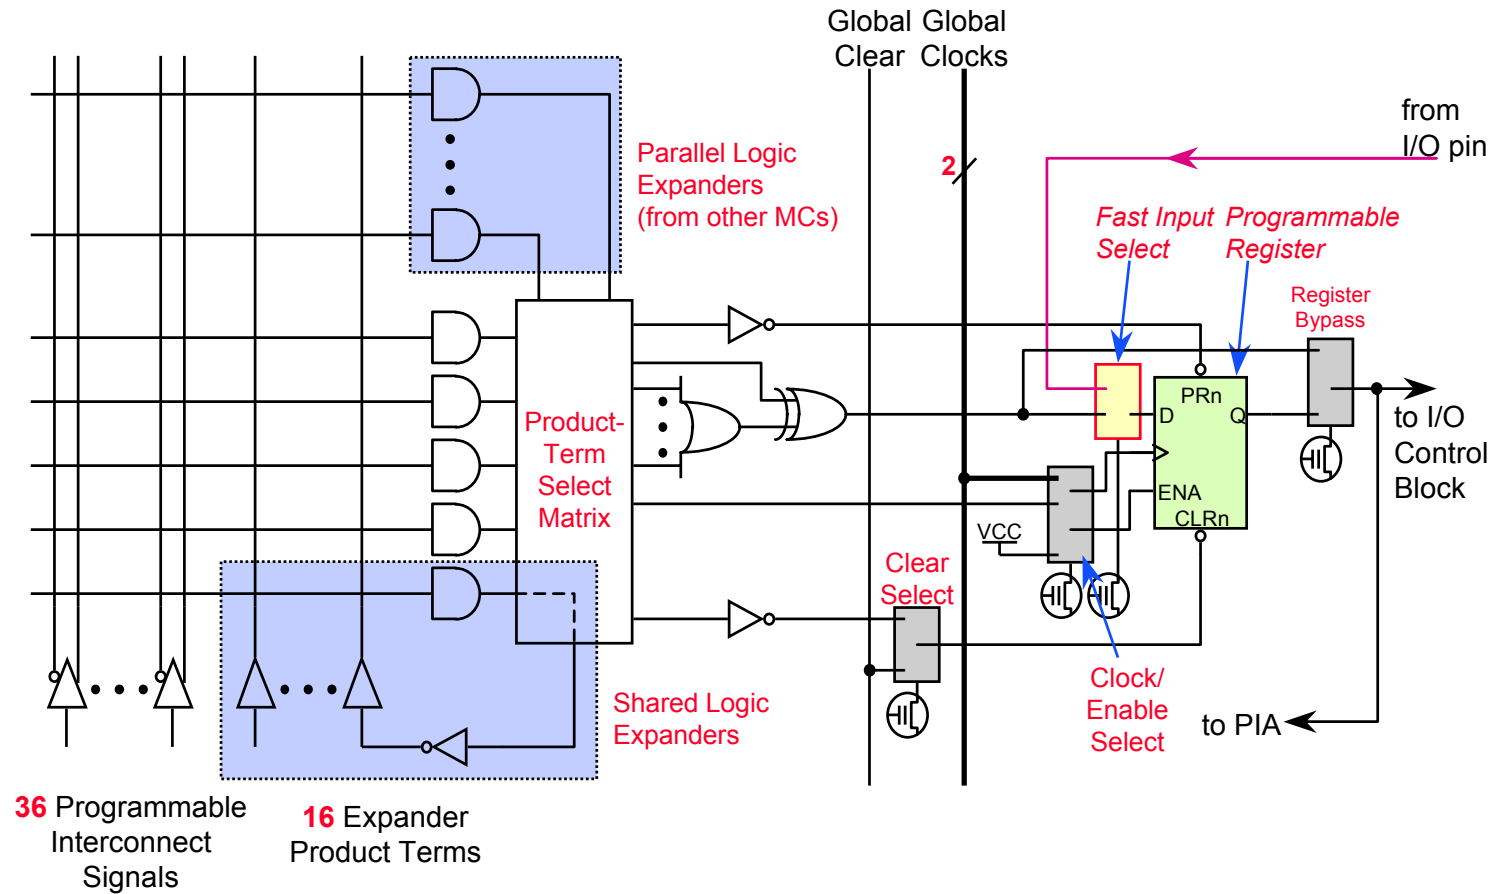 Global Global
Clear Clocks
from
I/O pin
2
Parallel Logic
Expanders
(from other MCs)
Fast Input
Select
Programmable
Register
Register
Bypass
Product-
Term
Select
Matrix
PRn
D
Q
ENA
CLRn
to I/O
Control
Block
VCC
Clear
Select
Clock/
Enable
Select
Shared Logic
Expanders
to PIA
36 Programmable
Interconnect
Signals
16 Expander
Product Terms